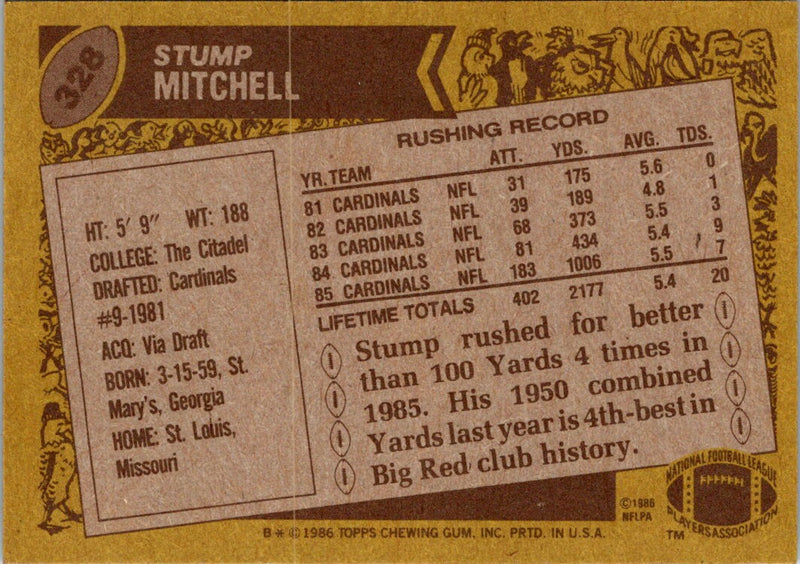 328
STUMP
MITCHELL
HT: 5' 9" WT: 188
COLLEGE: The Citadel
DRAFTED: Cardinals
#9-1981
ACQ: Via Draft
BORN: 3-15-59, St.
Mary's, Georgia
HOME: St. Louis,
Missouri
RUSHING RECORD
YR. TEAM ATT. YDS. AVG. TDS.
81 CARDINALS NFL 31 175 5.6 0
82 CARDINALS NFL 39 189 4.8 1
83 CARDINALS NFL 68 373 5.5 3
84 CARDINALS NFL 81 434 5.4 9
85 CARDINALS NFL 183 1006 5.5 7
LIFETIME TOTALS 402 2177 5.4 20
Stump rushed for better
than 100 Yards 4 times in
1985. His 1950 combined
Yards last year is 4th-best in
Big Red club history.
©1986
NFLPA
NATIONAL FOOTBALL LEAGUE
PLAYERS ASSOCIATION
TM
B * © 1986 TOPPS CHEWING GUM, INC. PRTD. IN U.S.A.